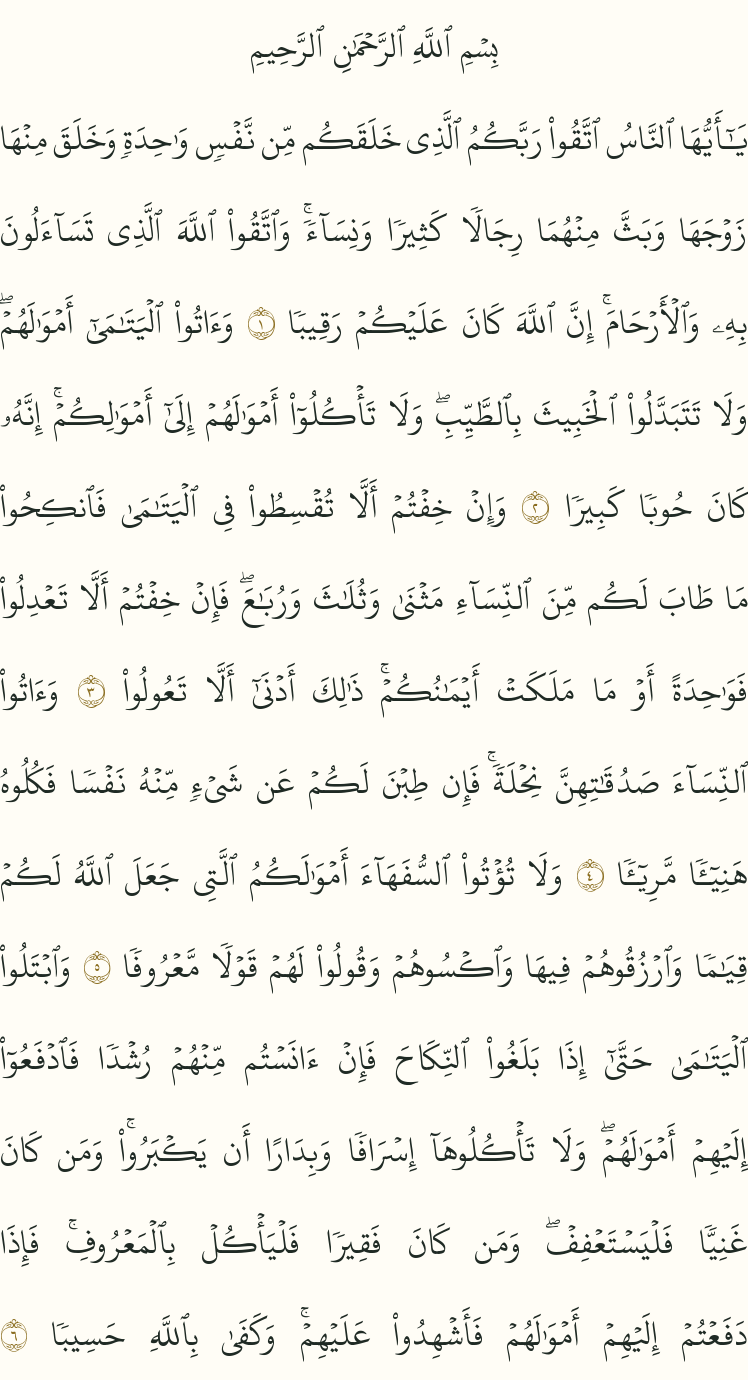 بِسۡمِ ٱللَّهِ ٱلرَّحۡمَٰنِ ٱلرَّحِيمِ
يَٰٓأَيُّهَا ٱلنَّاسُ ٱتَّقُواْ رَبَّكُمُ ٱلَّذِي خَلَقَكُم مِّن نَّفۡسٖ وَٰحِدَةٖ وَخَلَقَ مِنۡهَا
زَوۡجَهَا وَبَثَّ مِنۡهُمَا رِجَالٗا كَثِيرٗا وَنِسَآءٗۚ وَٱتَّقُواْ ٱللَّهَ ٱلَّذِي تَسَآءَلُونَ
بِهِۦ وَٱلۡأَرۡحَامَۚ إِنَّ ٱللَّهَ كَانَ عَلَيۡكُمۡ رَقِيبٗا ١ وَءَاتُواْ ٱلۡيَتَٰمَىٰٓ أَمۡوَٰلَهُمۡۖ
وَلَا تَتَبَدَّلُواْ ٱلۡخَبِيثَ بِٱلطَّيِّبِۖ وَلَا تَأۡكُلُوٓاْ أَمۡوَٰلَهُمۡ إِلَىٰٓ أَمۡوَٰلِكُمۡۚ إِنَّهُۥ
كَانَ حُوبٗا كَبِيرٗا ٢ وَإِنۡ خِفۡتُمۡ أَلَّا تُقۡسِطُواْ فِي ٱلۡيَتَٰمَىٰ فَٱنكِحُواْ
مَا طَابَ لَكُم مِّنَ ٱلنِّسَآءِ مَثۡنَىٰ وَثُلَٰثَ وَرُبَٰعَۖ فَإِنۡ خِفۡتُمۡ أَلَّا تَعۡدِلُواْ
فَوَٰحِدَةً أَوۡ مَا مَلَكَتۡ أَيۡمَٰنُكُمۡۚ ذَٰلِكَ أَدۡنَىٰٓ أَلَّا تَعُولُواْ ٣ وَءَاتُواْ
ٱلنِّسَآءَ صَدُقَٰتِهِنَّ نِحۡلَةٗۚ فَإِن طِبۡنَ لَكُمۡ عَن شَيۡءٖ مِّنۡهُ نَفۡسٗا فَكُلُوهُ
هَنِيٓـٔٗا مَّرِيٓـٔٗا ٤ وَلَا تُؤۡتُواْ ٱلسُّفَهَآءَ أَمۡوَٰلَكُمُ ٱلَّتِي جَعَلَ ٱللَّهُ لَكُمۡ
قِيَٰمٗا وَٱرۡزُقُوهُمۡ فِيهَا وَٱكۡسُوهُمۡ وَقُولُواْ لَهُمۡ قَوۡلٗا مَّعۡرُوفٗا ٥ وَٱبۡتَلُواْ
ٱلۡيَتَٰمَىٰ حَتَّىٰٓ إِذَا بَلَغُواْ ٱلنِّكَاحَ فَإِنۡ ءَانَسۡتُم مِّنۡهُمۡ رُشۡدٗا فَٱدۡفَعُوٓاْ
إِلَيۡهِمۡ أَمۡوَٰلَهُمۡۖ وَلَا تَأۡكُلُوهَآ إِسۡرَافٗا وَبِدَارًا أَن يَكۡبَرُواْۚ وَمَن كَانَ
غَنِيّٗا فَلۡيَسۡتَعۡفِفۡۖ وَمَن كَانَ فَقِيرٗا فَلۡيَأۡكُلۡ بِٱلۡمَعۡرُوفِۚ فَإِذَا
دَفَعۡتُمۡ إِلَيۡهِمۡ أَمۡوَٰلَهُمۡ فَأَشۡهِدُواْ عَلَيۡهِمۡۚ وَكَفَىٰ بِٱللَّهِ حَسِيبٗا ٦